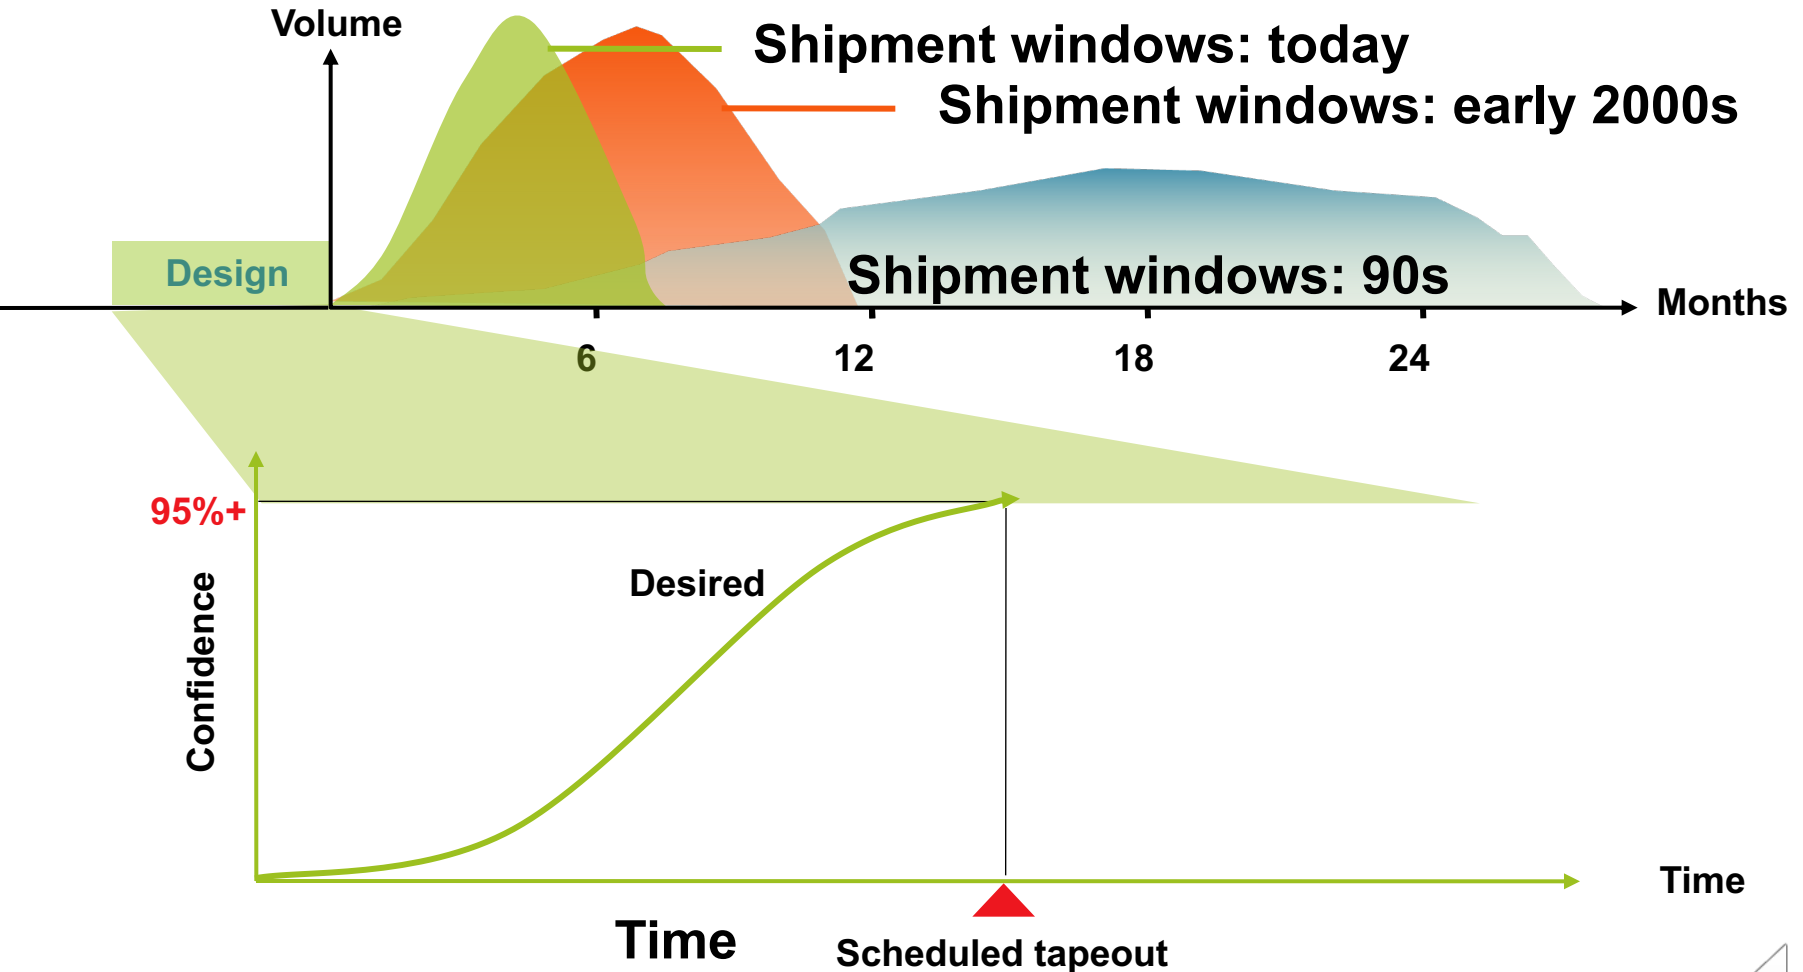 Volume
Shipment windows: today
Shipment windows: early 2000s
Design
Shipment windows: 90s
Months
6
12
18
24
95%+
Desired
Confidence
Time
Time
Scheduled tapeout